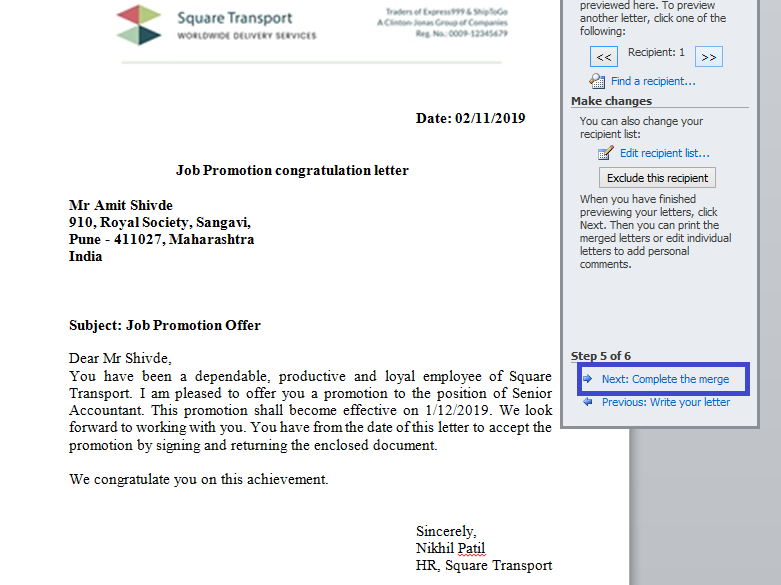 Square Transport
WORLDWIDE DELIVERY SERVICES
Traders of Express999 & ShipToGo
A Clinton-Jonas Group of Companies
Reg. No.: 0009-12345679
Date: 02/11/2019
Job Promotion congratulation letter
Mr Amit Shivde
910, Royal Society, Sangavi,
Pune - 411027, Maharashtra
India
Subject: Job Promotion Offer
Dear Mr Shivde,
You have been a dependable, productive and loyal employee of Square
Transport. I am pleased to offer you a promotion to the position of Senior
Accountant. This promotion shall become effective on 1/12/2019. We look
forward to working with you. You have from the date of this letter to accept the
promotion by signing and returning the enclosed document.
We congratulate you on this achievement.
Sincerely,
Nikhil Patil
HR, Square Transport
previewed here. To preview
another letter, click one of the
following:
<< Recipient: 1 >>
Find a recipient...
Make changes
You can also change your
recipient list:
Edit recipient list...
Exclude this recipient
When you have finished
previewing your letters, click
Next. Then you can print the
merged letters or edit individual
letters to add personal
comments.
Step 5 of 6
Next: Complete the merge
Previous: Write your letter